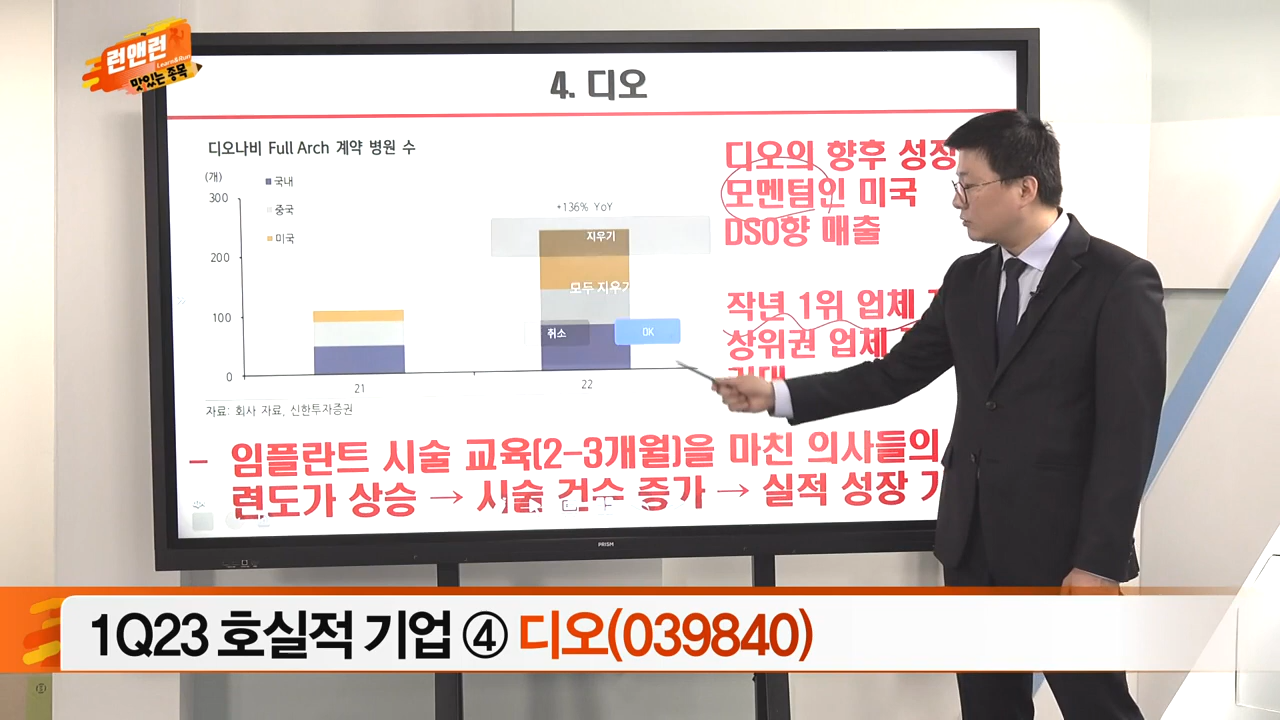 런앤런
Learn&Run
맛있는 종목
4. 디오
디오나비 Full Arch 계약 병원 수
(개)
300
200
100
0
국내
중국
미국
+136% YoY
지우기
모두 지우기
취소
OK
21
22
자료: 회사 자료, 신한투자증권
디오의 향후 성장
모멘텀인 미국
DSO향 매출
작년 1위 업체
상위권 업체
- 임플란트 시술 교육(2-3개월)을 마친 의사들의
련도가 상승 → 시술 건수 증가 → 실적 성장
PRISM
1Q23 호실적 기업 ④ 디오(039840)